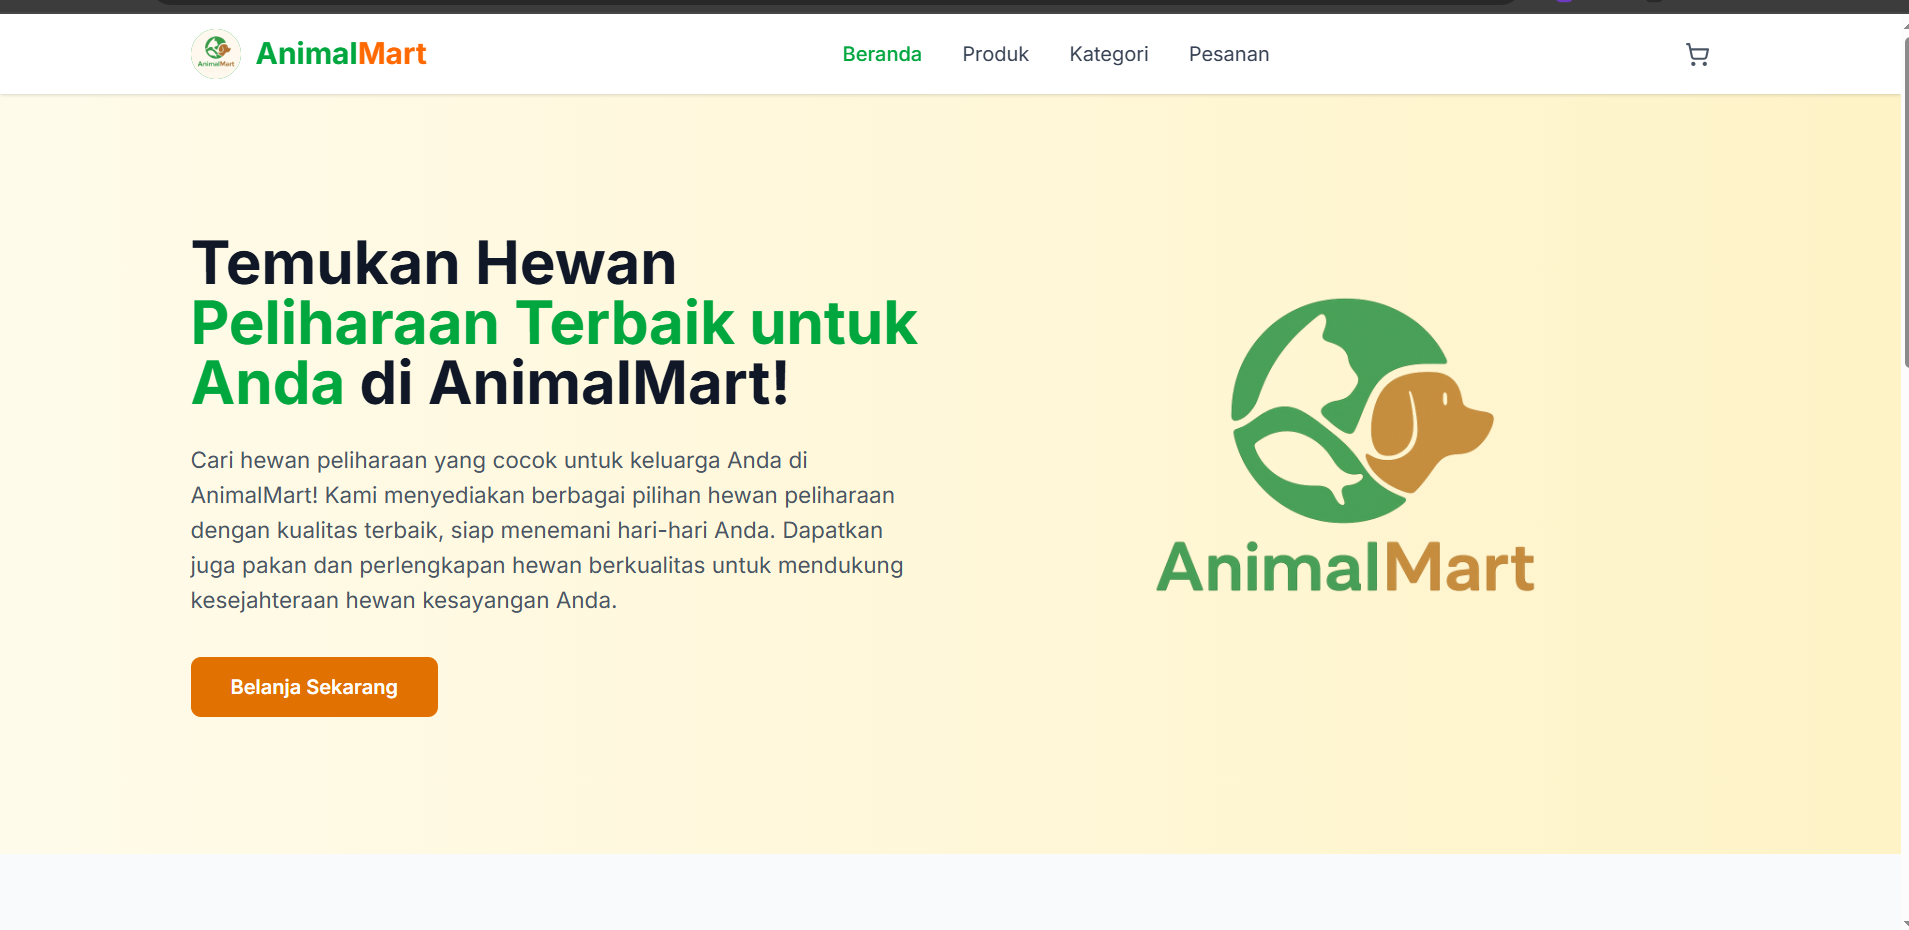 AnimalMart
AnimalMart
Beranda
Produk
Kategori
Pesanan
Temukan Hewan
Peliharaan Terbaik untuk
Anda di AnimalMart!
Cari hewan peliharaan yang cocok untuk keluarga Anda di
AnimalMart! Kami menyediakan berbagai pilihan hewan peliharaan
dengan kualitas terbaik, siap menemani hari-hari Anda. Dapatkan
juga pakan dan perlengkapan hewan berkualitas untuk mendukung
kesejahteraan hewan kesayangan Anda.
Belanja Sekarang
AnimalMart